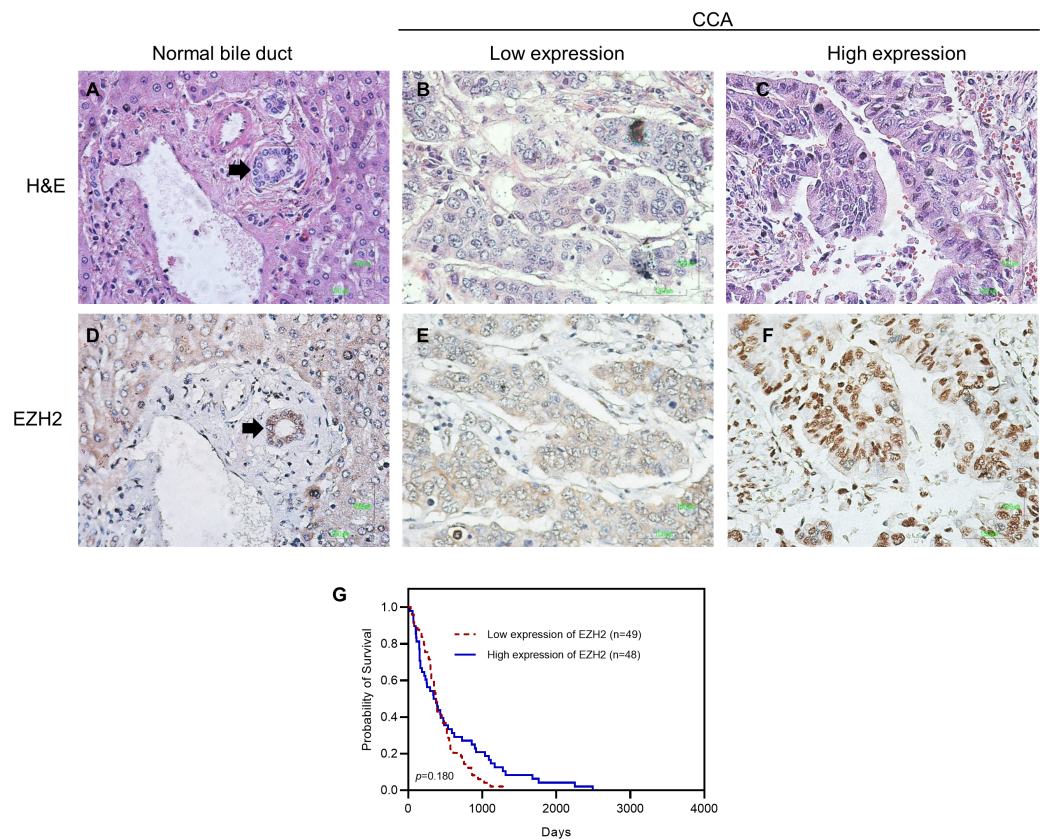 CCA
Normal bile duct
Low expression
High expression
H&E
A
B
C
EZH2
D
E
F
G
Probability of Survival
1.0
0.8
0.6
0.4
0.2
0.0
Low expression of EZH2 (n=49)
High expression of EZH2 (n=48)
p=0.180
0
1000
2000
3000
4000
Days